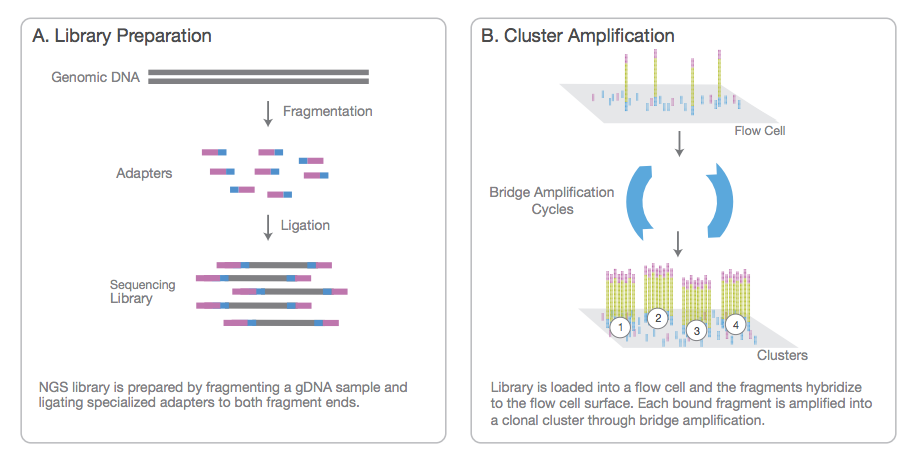 A. Library Preparation
Genomic DNA
Fragmentation
Adapters
Ligation
Sequencing
Library
NGS library is prepared by fragmenting a gDNA sample and
ligating specialized adapters to both fragment ends.
B. Cluster Amplification
Flow Cell
Bridge Amplification
Cycles
1
2
3
4
Clusters
Library is loaded into a flow cell and the fragments hybridize
to the flow cell surface. Each bound fragment is amplified into
a clonal cluster through bridge amplification.